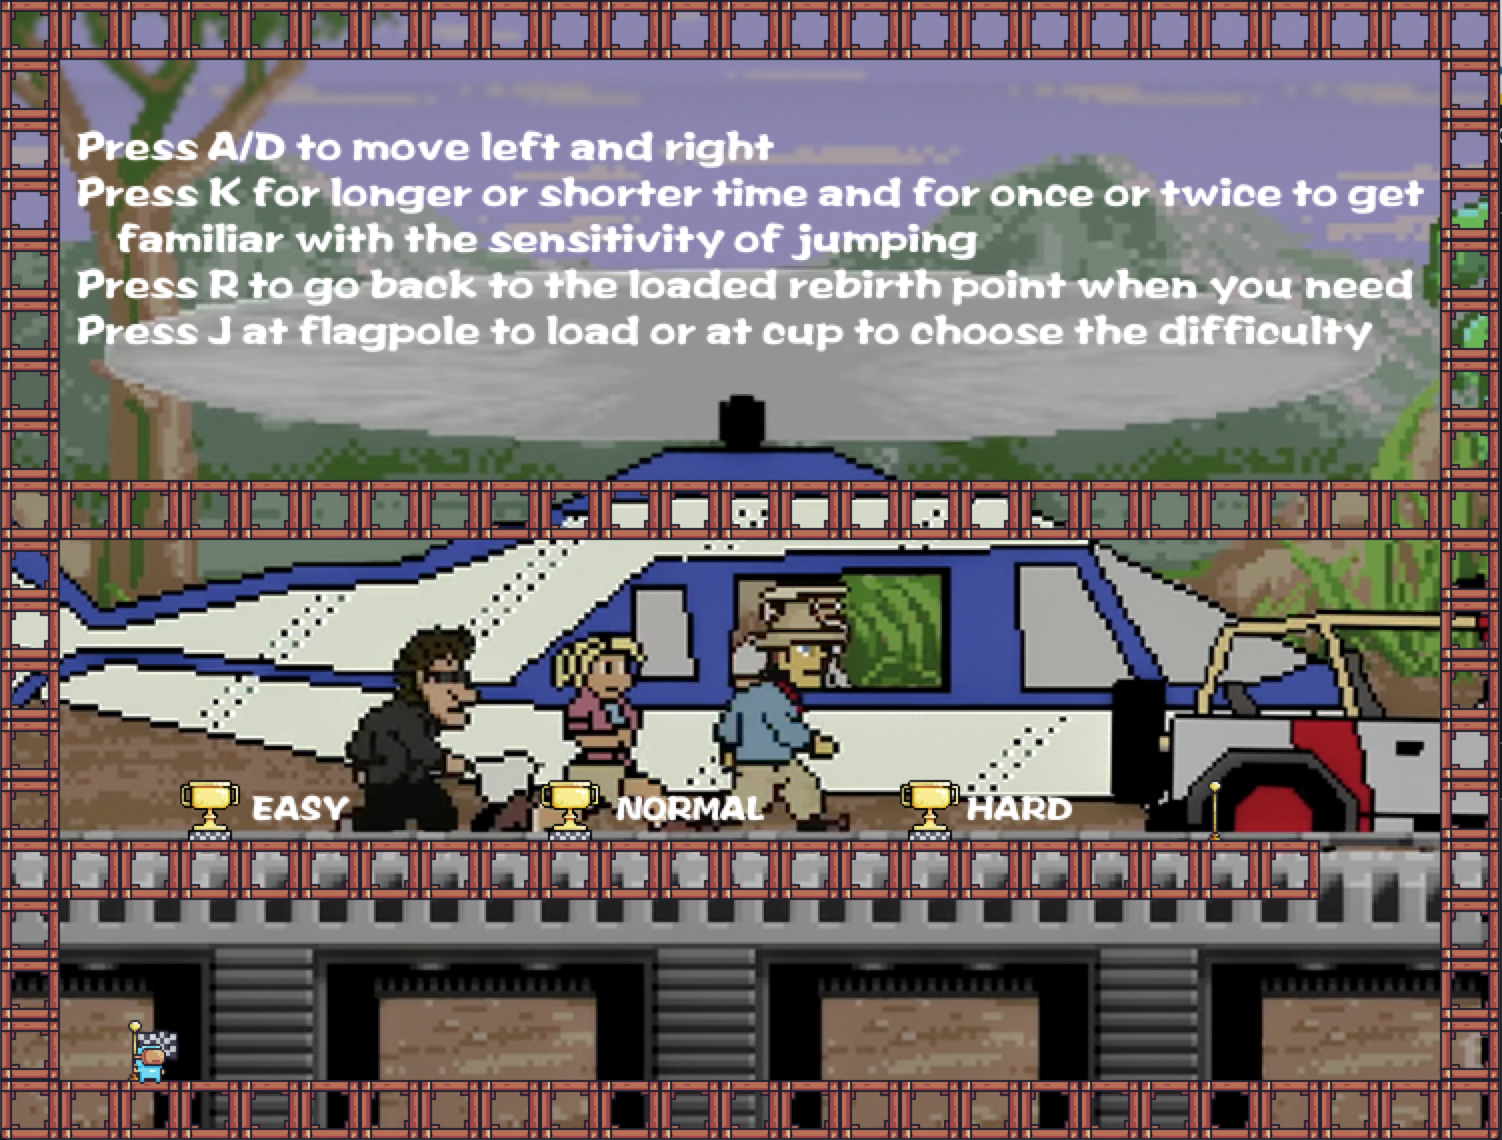 Press A/D to move left and right
Press K for longer or shorter time and for once or twice to get
familiar with the sensitivity of jumping
Press R to go back to the loaded rebirth point when you need
Press J at flagpole to load or at cup to choose the difficulty
EASY NORMAL HARD